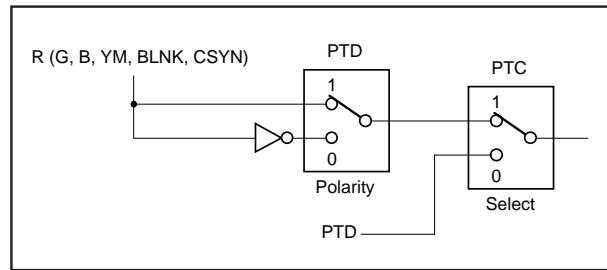 R (G, B, YM, BLNK, CSYN)
PTD
1
0
Polarity
PTC
1
0
Select
PTD